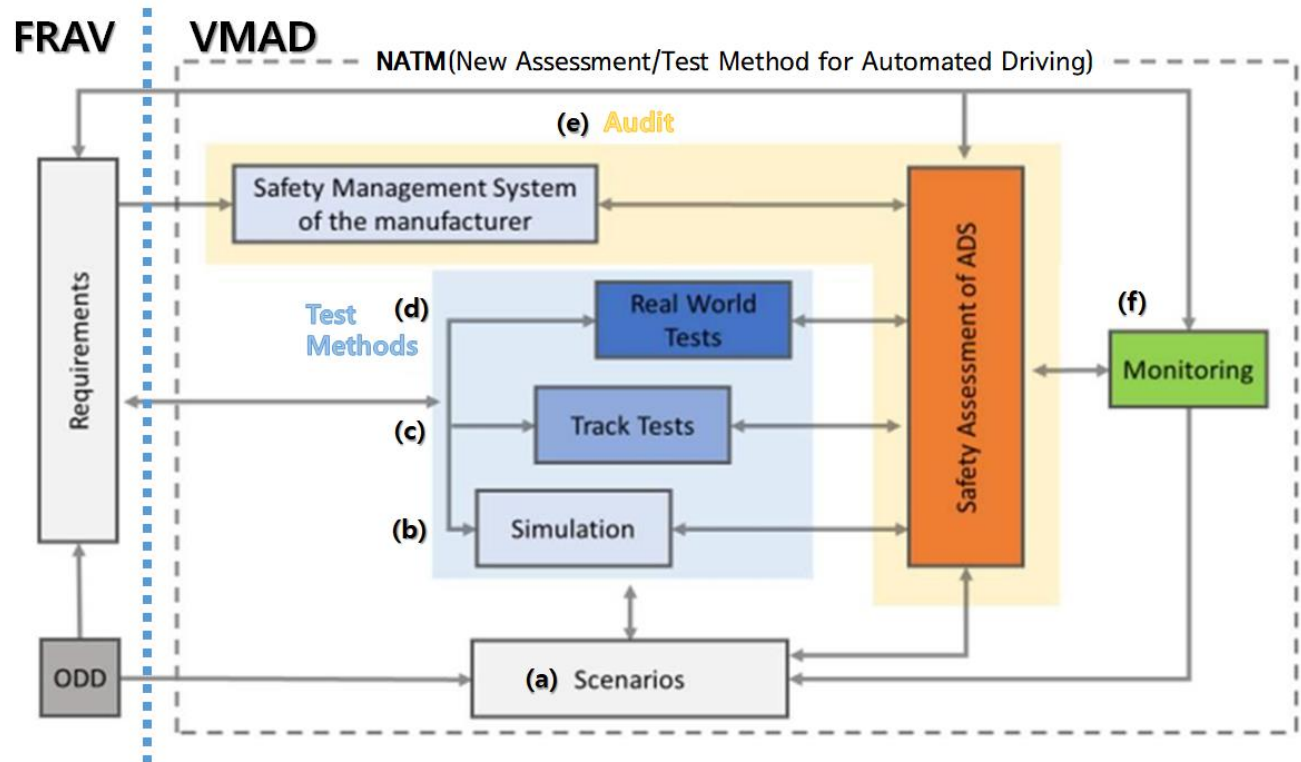 FRAV
VMAD
NATM(New Assessment/Test Method for Automated Driving)
(e) Audit
Safety Management System
of the manufacturer
Requirements
Test
Methods
(d)
Real World
Tests
(c)
Track Tests
(b)
Simulation
Safety Assessment of ADS
(f)
Monitoring
ODD
(a) Scenarios